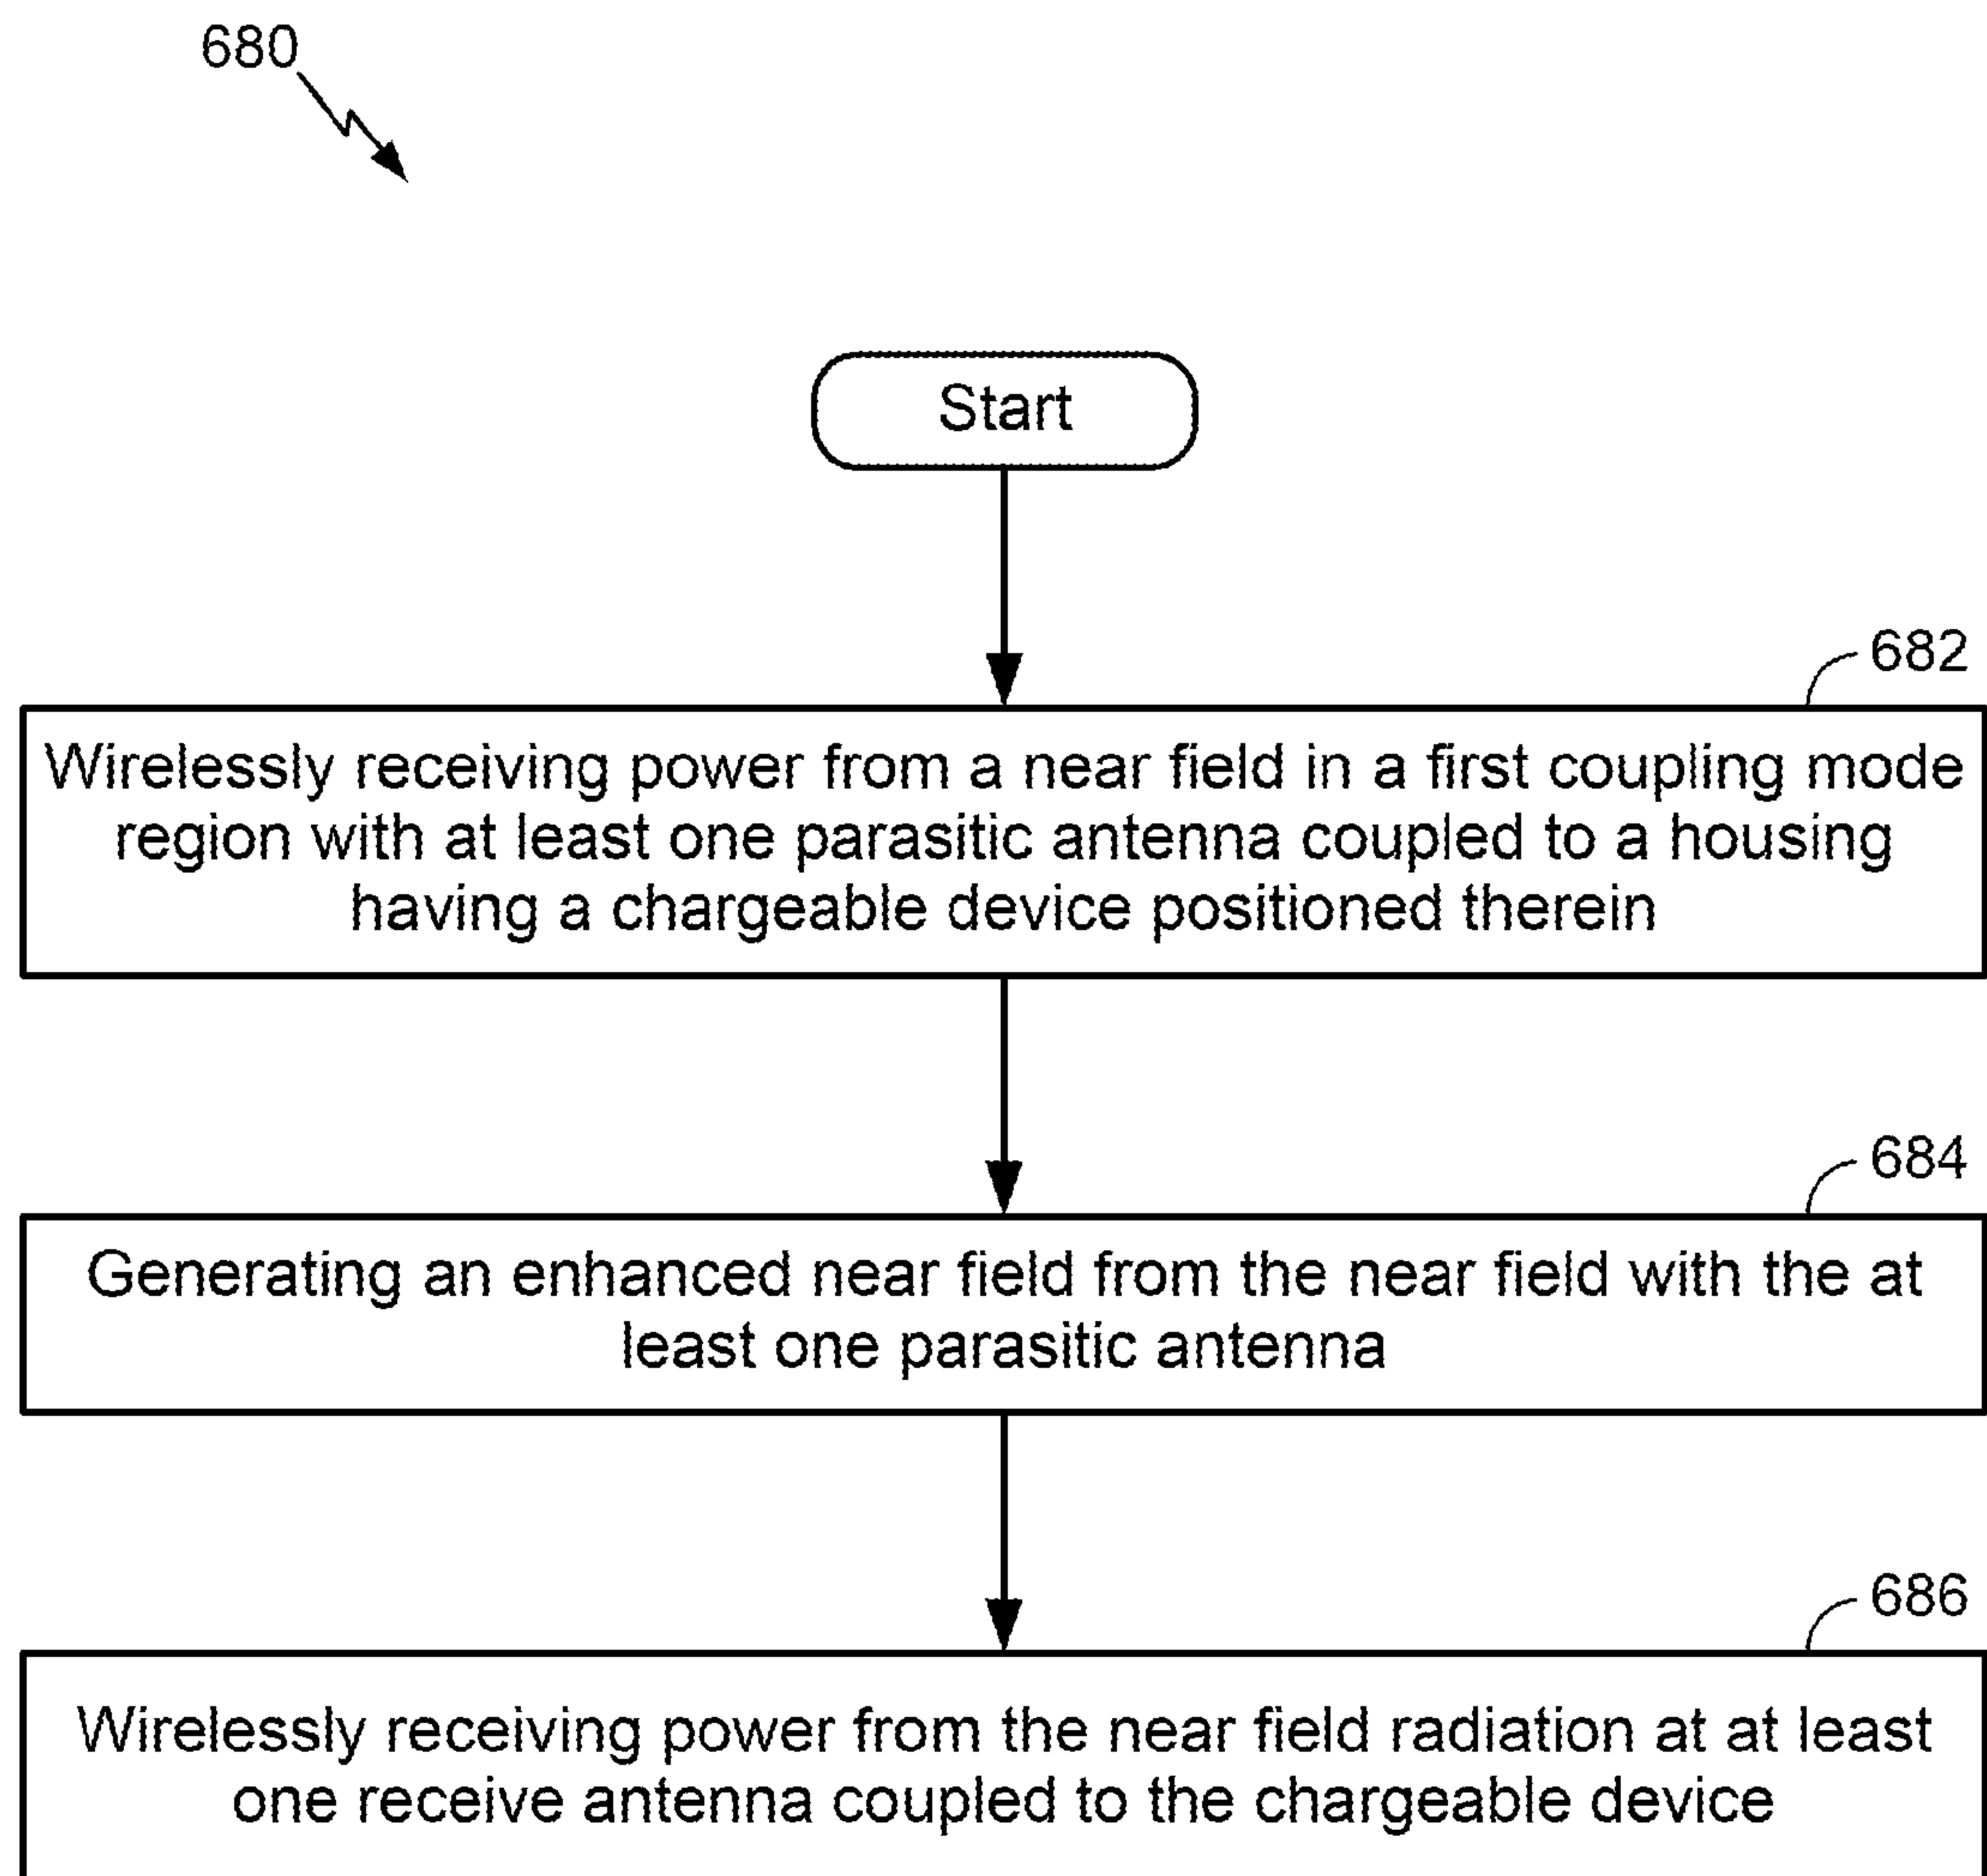 680
Start
682
Wirelessly receiving power from a near field in a first coupling mode
region with at least one parasitic antenna coupled to a housing
having a chargeable device positioned therein
684
Generating an enhanced near field from the near field with the at
least one parasitic antenna
686
Wirelessly receiving power from the near field radiation at at least
one receive antenna coupled to the chargeable device